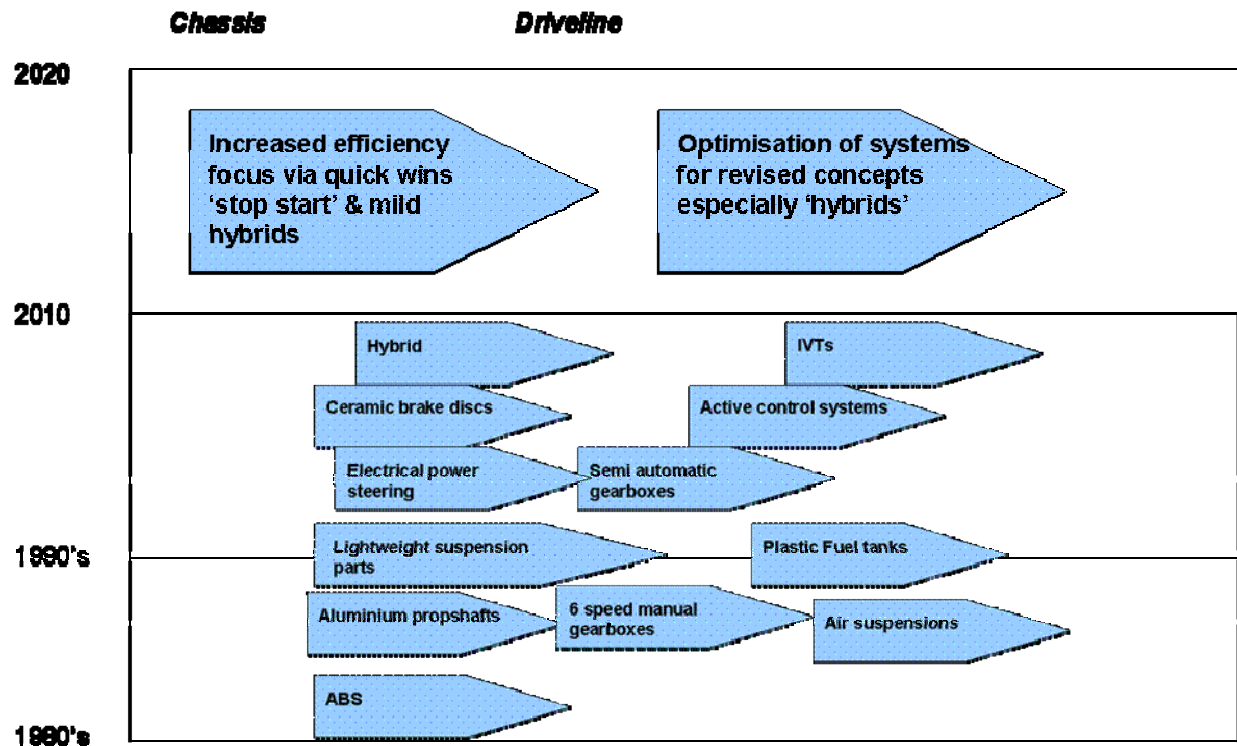 Chassis
Driveline
2020
Increased efficiency
focus via quick wins
‘stop start’ & mild
hybrids
Optimisation of systems
for revised concepts
especially ‘hybrids’
2010
Hybrid
IVTs
Ceramic brake discs
Active control systems
Electrical power
steering
Semi automatic
gearboxes
1990's
Lightweight suspension
parts
Plastic Fuel tanks
Aluminium propshafts
6 speed manual
gearboxes
Air suspensions
ABS
1980's